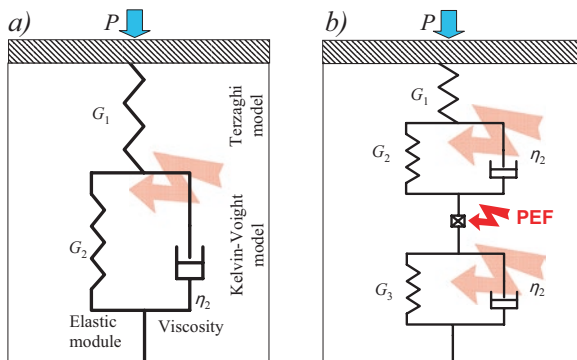 a)
P
G1
Terzaghi
model
G2
Kelvin-Voight
model
η2
Elastic
module
Viscosity
b)
P
G1
G2
η2
PEF
G3
η2